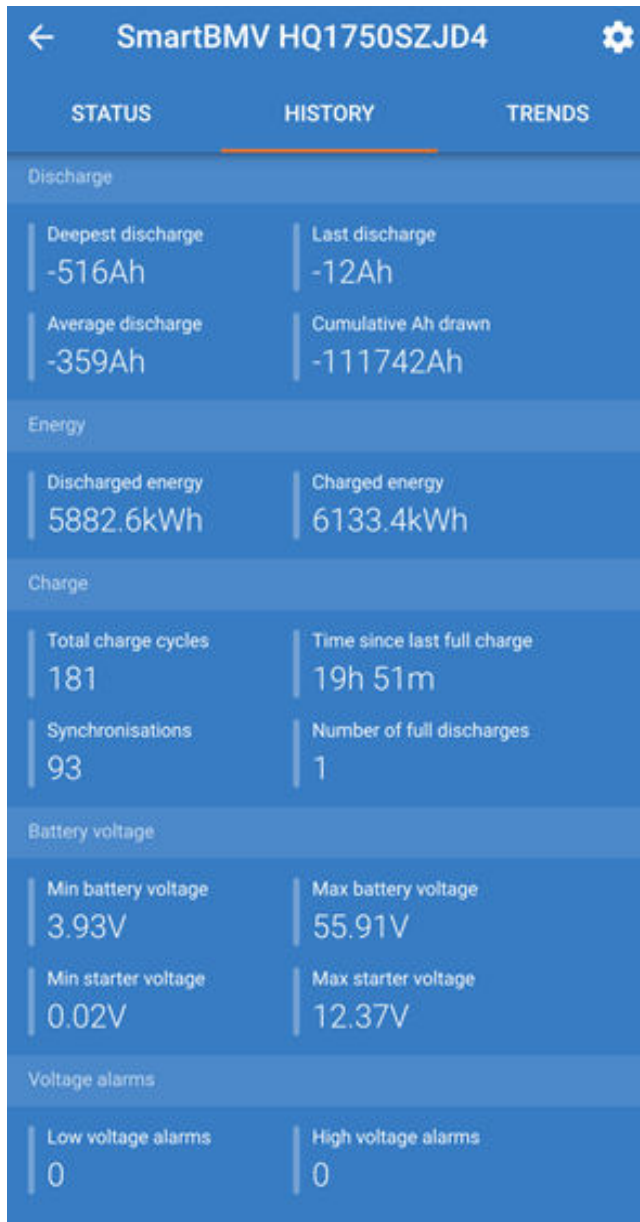 SmartBMV HQ1750SZJD4
STATUS HISTORY TRENDS
Discharge
Deepest discharge Last discharge
-516Ah -12Ah
Average discharge Cumulative Ah drawn
-359Ah -111742Ah
Energy
Discharged energy Charged energy
5882.6kWh 6133.4kWh
Charge
Total charge cycles Time since last full charge
181 19h 51m
Synchronisations Number of full discharges
93 1
Battery voltage
Min battery voltage Max battery voltage
3.93V 55.91V
Min starter voltage Max starter voltage
0.02V 12.37V
Voltage alarms
Low voltage alarms High voltage alarms
0 0